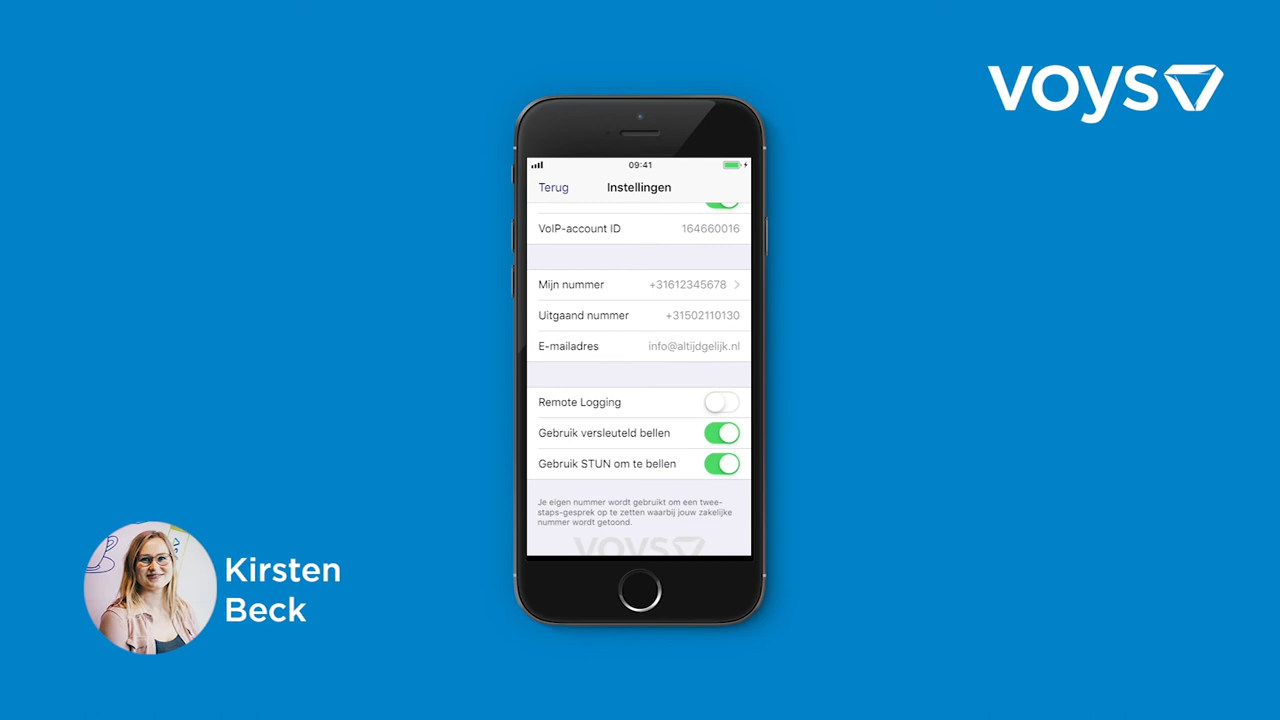 voys
09:41
Terug Instellingen
VoIP-account ID 164660016
Mijn nummer +31612345678
Uitgaand nummer +31502110130
E-mailadres info@altijdgelijk.nl
Remote Logging
Gebruik versleuteld bellen
Gebruik STUN om te bellen
Je eigen nummer wordt gebruikt om een twee-
staps-gesprek op te zetten waarbij jouw zakelijke
nummer wordt getoond.
voys
Kirsten
Beck